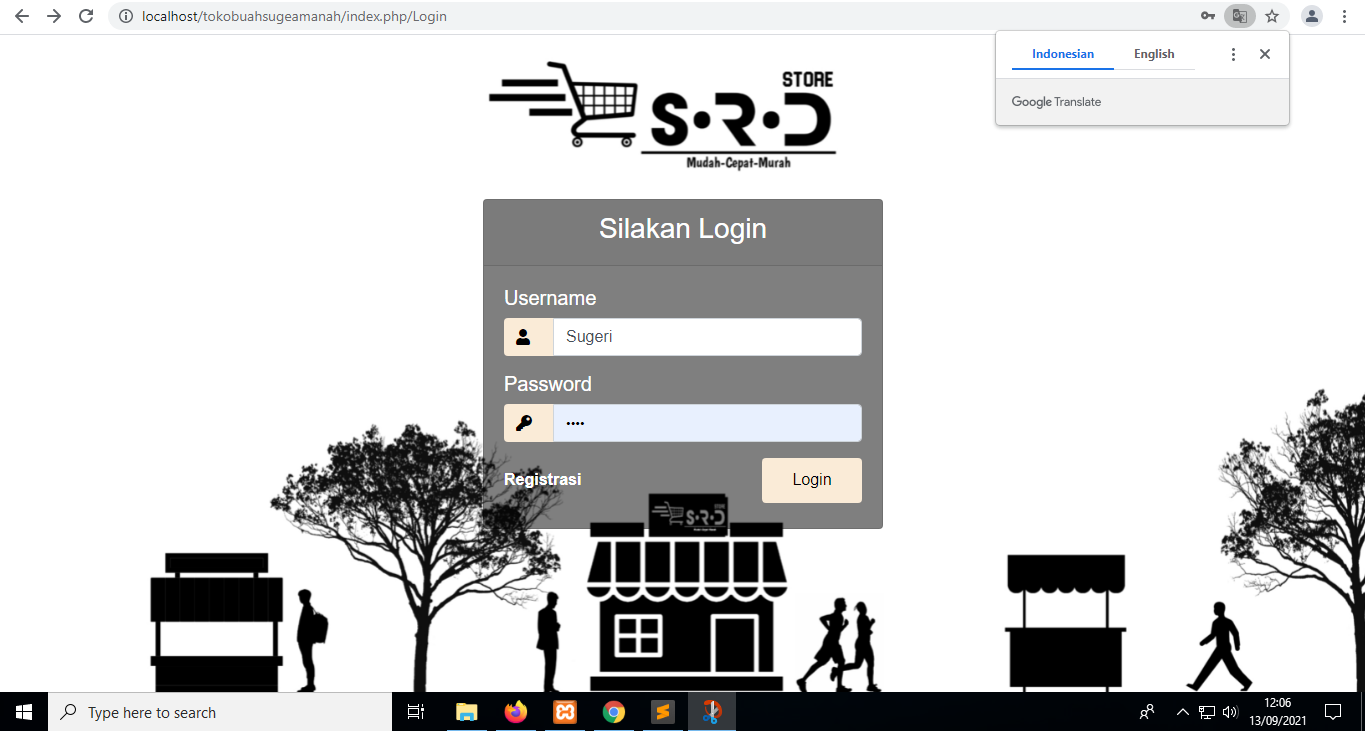 localhost/tokobuahsugeamanah/index.php/Login
Indonesian English
Google Translate
STORE
S•R•D
Mudah-Cepat-Murah
Silakan Login
Username
Sugeri
Password
••••
Registrasi
Login
STORE
S•R•D
Type here to search
12:06
13/09/2021